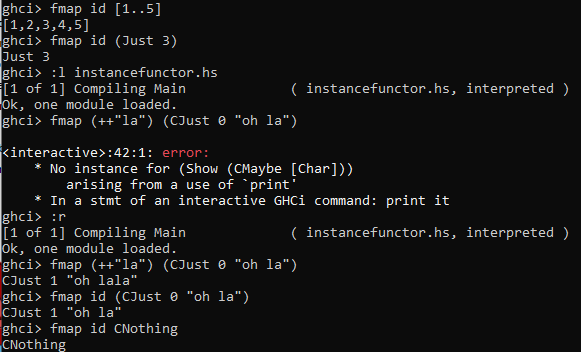 ghci> fmap id [1..5]
[1,2,3,4,5]
ghci> fmap id (Just 3)
Just 3
ghci> :l instancefunctor.hs
[1 of 1] Compiling Main             ( instancefunctor.hs, interpreted )
Ok, one module loaded.
ghci> fmap (++"la") (CJust 0 "oh la")

<interactive>:42:1: error:
    * No instance for (Show (CMaybe [Char]))
        arising from a use of `print'
    * In a stmt of an interactive GHCi command: print it
ghci> :r
[1 of 1] Compiling Main             ( instancefunctor.hs, interpreted )
Ok, one module loaded.
ghci> fmap (++"la") (CJust 0 "oh la")
CJust 1 "oh lala"
ghci> fmap id (CJust 0 "oh la")
CJust 1 "oh la"
ghci> fmap id CNothing
CNothing